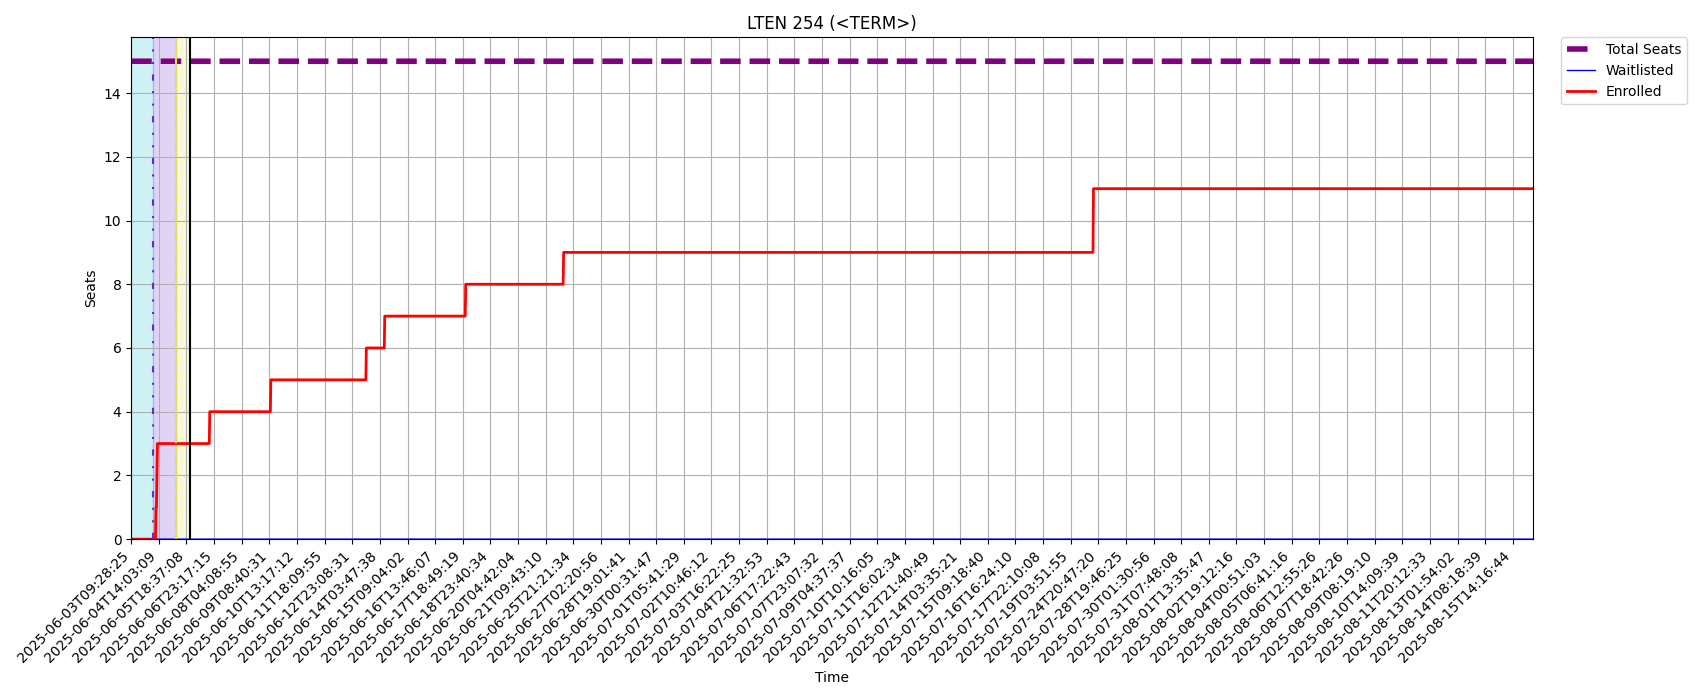 LTEN 254 (<TERM>)
Total Seats
Waitlisted
Enrolled
Seats
14
12
10
8
6
4
2
0
2025-06-03T09:28:25
2025-06-04T14:03:09
2025-06-05T18:37:08
2025-06-06T23:17:15
2025-06-08T04:08:55
2025-06-09T08:40:31
2025-06-10T13:17:12
2025-06-11T18:09:55
2025-06-12T23:08:31
2025-06-14T03:47:38
2025-06-15T09:04:02
2025-06-16T13:46:07
2025-06-17T18:49:19
2025-06-18T23:40:34
2025-06-20T04:42:04
2025-06-21T09:43:10
2025-06-25T21:21:34
2025-06-27T02:20:56
2025-06-28T19:01:41
2025-06-30T00:31:47
2025-07-01T05:41:29
2025-07-02T10:46:12
2025-07-03T16:22:25
2025-07-04T21:32:53
2025-07-06T17:22:43
2025-07-07T23:07:32
2025-07-09T04:37:37
2025-07-10T10:16:05
2025-07-11T16:02:34
2025-07-12T21:40:49
2025-07-14T03:35:21
2025-07-15T09:18:40
2025-07-16T16:24:10
2025-07-17T22:10:08
2025-07-19T03:51:55
2025-07-24T20:47:20
2025-07-28T19:46:25
2025-07-30T01:30:56
2025-07-31T07:48:08
2025-08-01T13:35:47
2025-08-02T19:12:16
2025-08-04T00:51:03
2025-08-05T06:41:16
2025-08-06T12:55:26
2025-08-07T18:42:26
2025-08-09T08:19:10
2025-08-10T14:09:39
2025-08-11T20:12:33
2025-08-13T01:54:02
2025-08-14T08:18:39
2025-08-15T14:16:44
Time